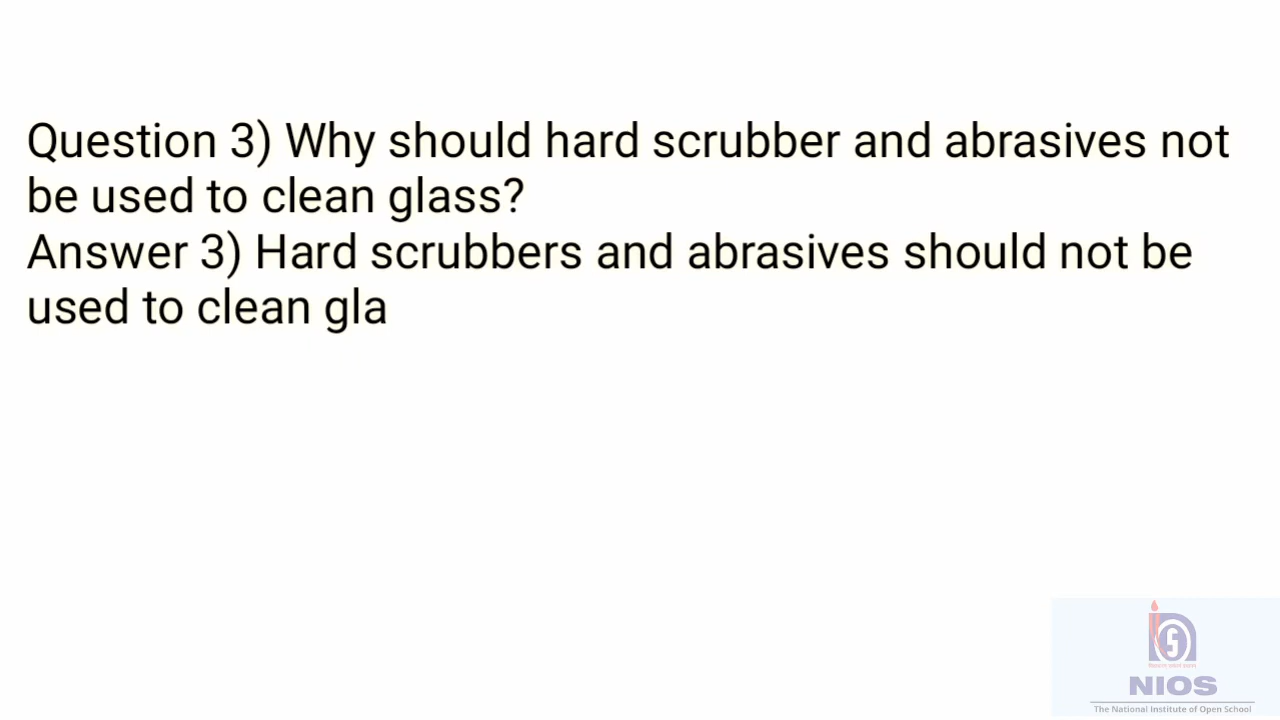 Question 3) Why should hard scrubber and abrasives not
be used to clean glass?
Answer 3) Hard scrubbers and abrasives should not be
used to clean gla
NIOS
The National Institute of Open School